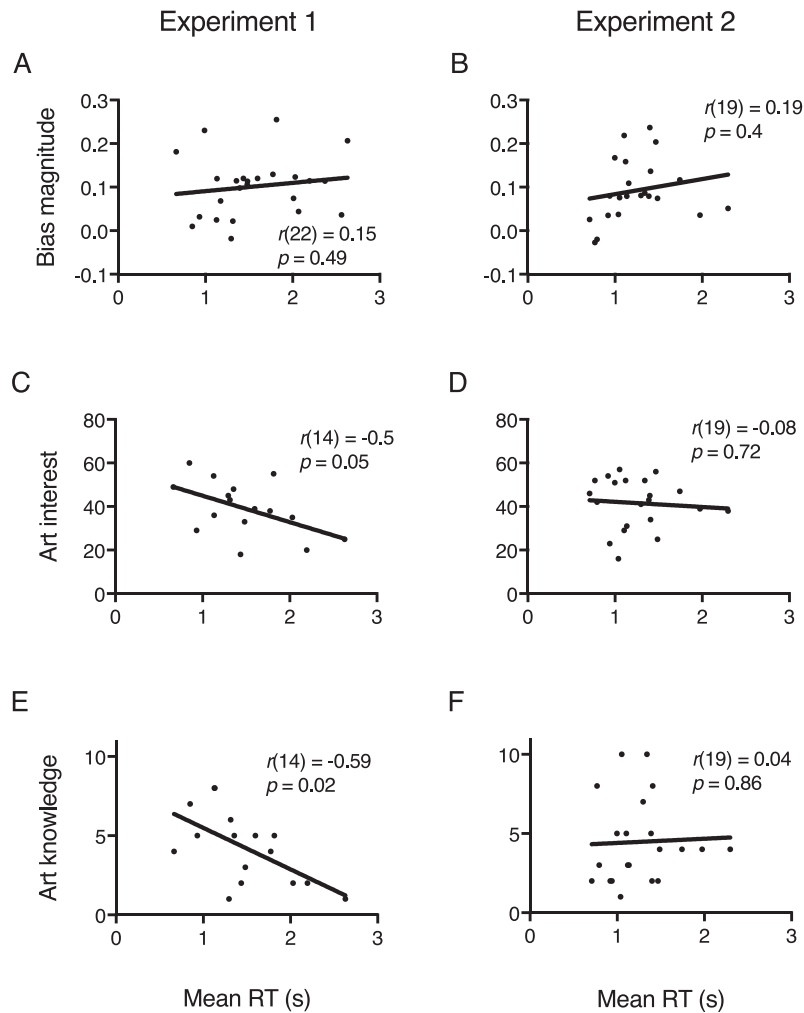 Experiment 1
Experiment 2
A
Bias magnitude
0.3
0.2
0.1
0.0
-0.1
r(22) = 0.15
p = 0.49
0 1 2 3
B
0.3
0.2
0.1
0.0
-0.1
r(19) = 0.19
p = 0.4
0 1 2 3
C
Art interest
80
60
40
20
0
r(14) = -0.5
p = 0.05
0 1 2 3
D
80
60
40
20
0
r(19) = -0.08
p = 0.72
0 1 2 3
E
Art knowledge
10
5
0
r(14) = -0.59
p = 0.02
0 1 2 3
Mean RT (s)
F
10
5
0
r(19) = 0.04
p = 0.86
0 1 2 3
Mean RT (s)